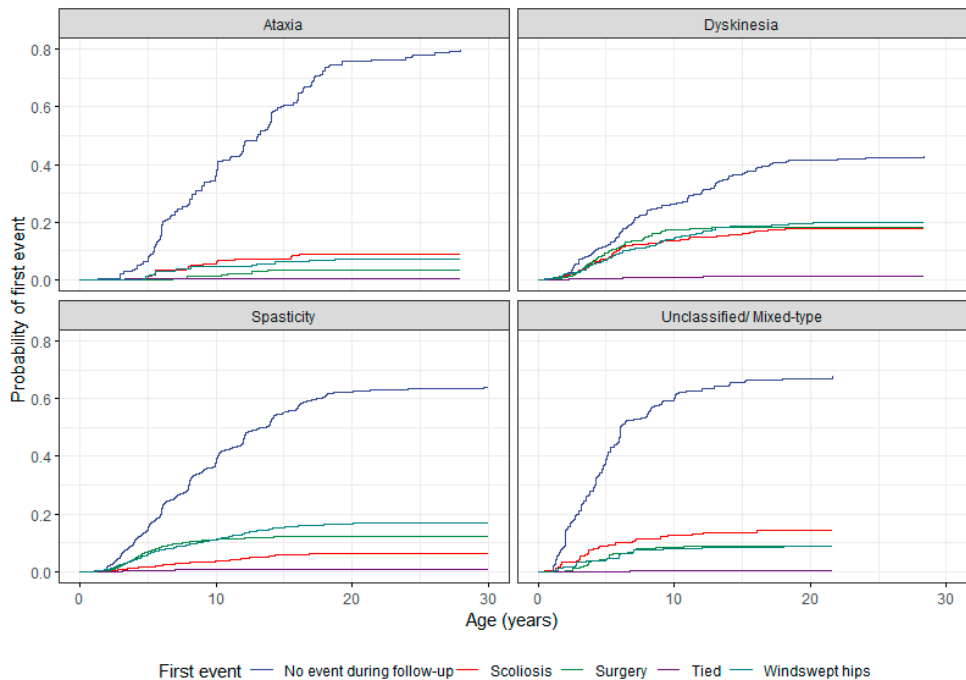 Ataxia
Dyskinesia
0.8
0.6
0.4
0.2
0.0
Spasticity
Unclassified/ Mixed-type
0.8
0.6
0.4
0.2
0.0
Probability of first event
0 10 20 30 0 10 20 30
Age (years)
First event No event during follow-up Scoliosis Surgery Tied Windswept hips